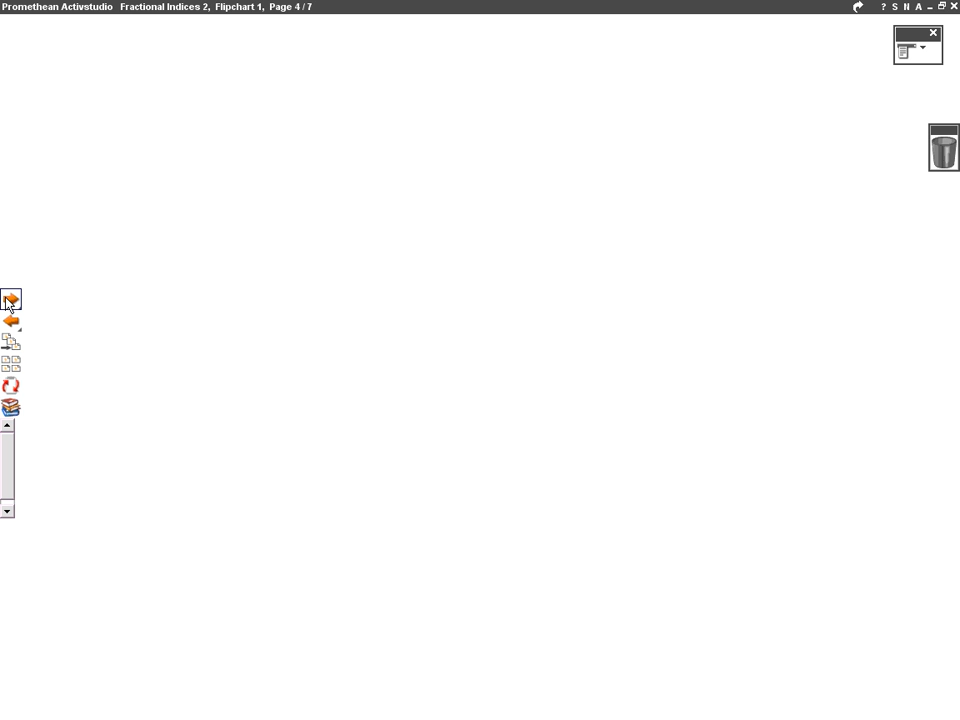 Promethean Activstudio Fractional Indices 2, Flipchart 1, Page 4 / 7 ? S N A